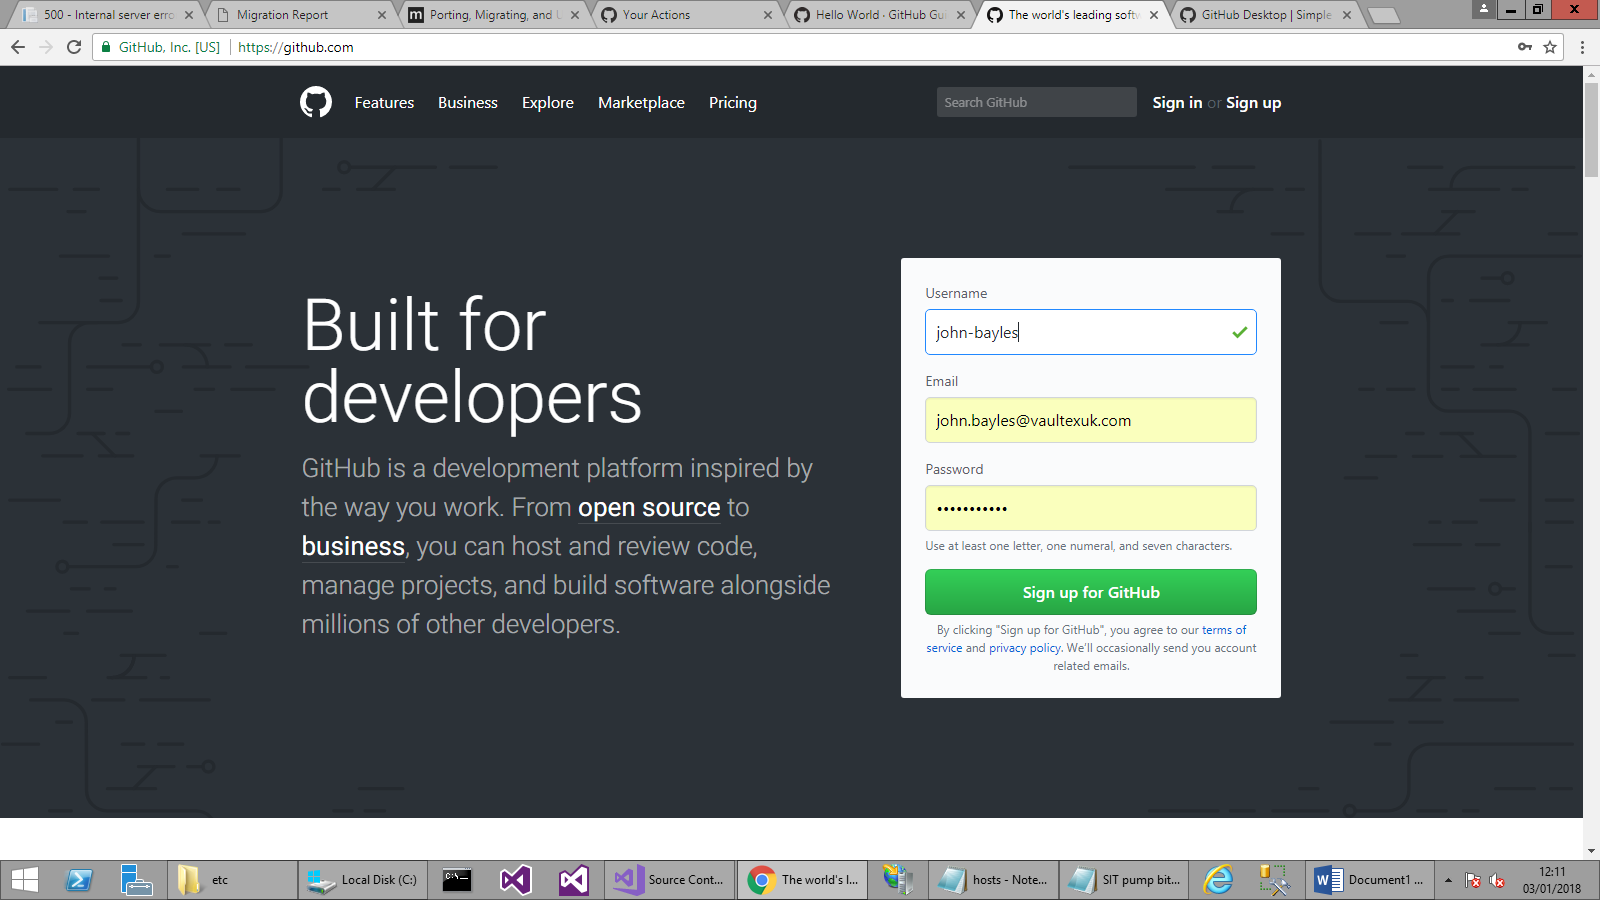 500 - Internal server erro
Migration Report
Porting, Migrating, and U
Your Actions
Hello World · GitHub Gui
The world's leading softw
GitHub Desktop | Simple
GitHub, Inc. [US]
https://github.com
Features
Business
Explore
Marketplace
Pricing
Search GitHub
Sign in or Sign up
Built for
developers
GitHub is a development platform inspired by
the way you work. From open source to
business, you can host and review code,
manage projects, and build software alongside
millions of other developers.
Username
john-bayles
Email
john.bayles@vaultexuk.com
Password
•••••••••••
Use at least one letter, one numeral, and seven characters.
Sign up for GitHub
By clicking "Sign up for GitHub", you agree to our terms of
service and privacy policy. We'll occasionally send you account
related emails.
etc
Local Disk (C:)
Source Cont...
The world's l...
hosts - Note...
SIT pump bit...
Document1 ...
12:11
03/01/2018